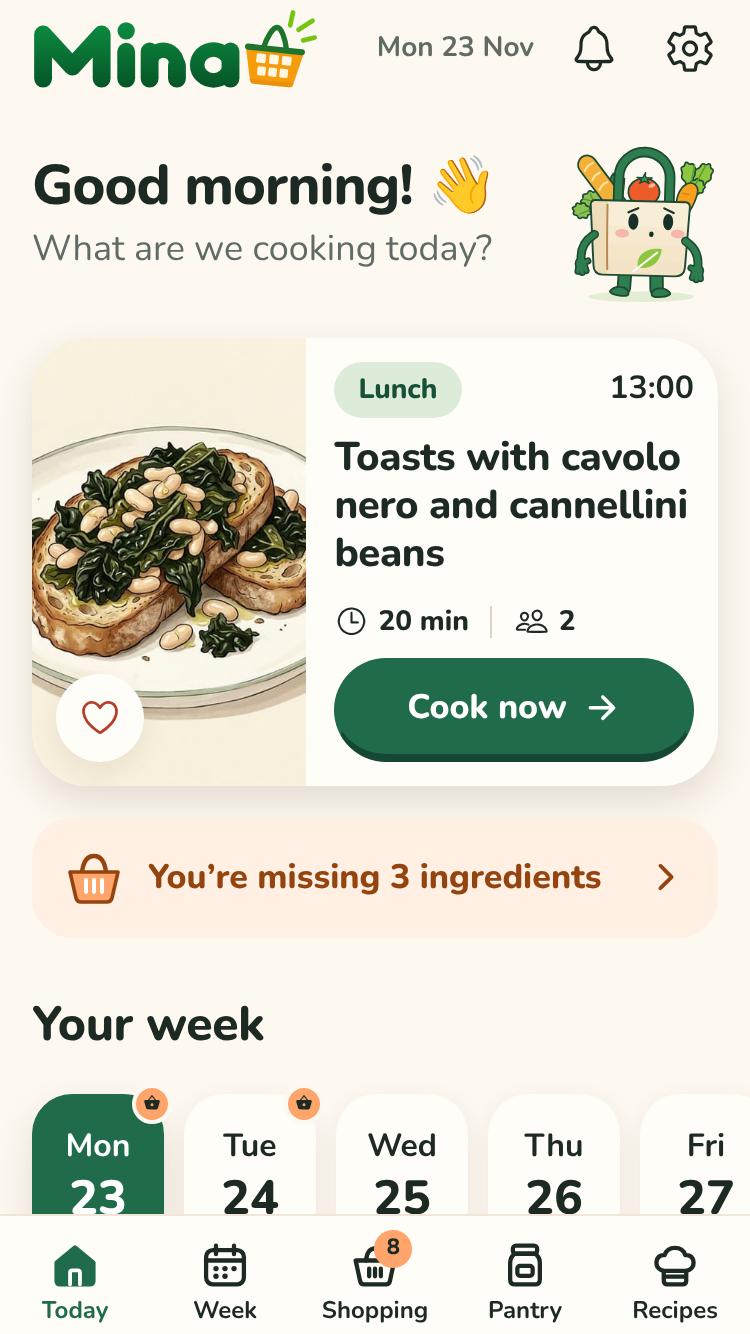 Mina
Mon 23 Nov
Good morning! 👋
What are we cooking today?
Lunch
13:00
Toasts with cavolo
nero and cannellini
beans
20 min
2
Cook now →
You’re missing 3 ingredients
Your week
Mon
23
Tue
24
Wed
25
Thu
26
Fri
27
8
Today
Week
Shopping
Pantry
Recipes